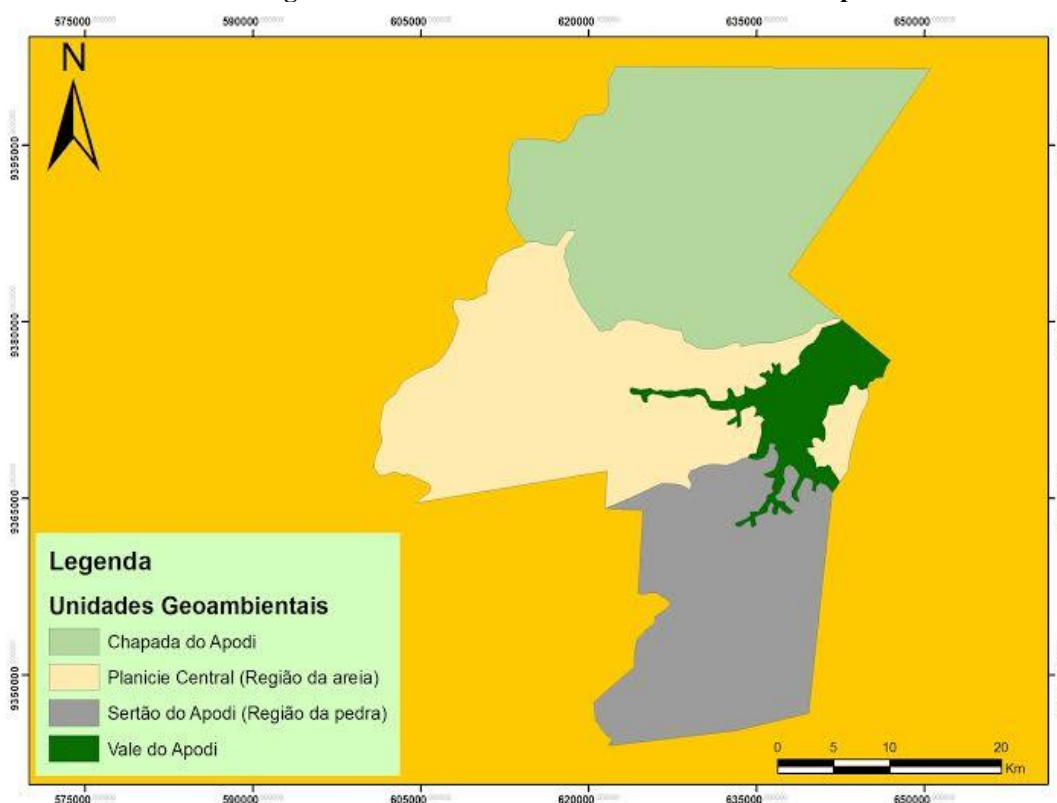 575000 590000 605000 620000 635000 650000
N
9395000
9380000
9365000
9350000
Legenda
Unidades Geoambientais
Chapada do Apodi
Planicie Central (Região da areia)
Sertão do Apodi (Região da pedra)
Vale do Apodi
0 5 10 20
Km
575000 590000 605000 620000 635000 650000